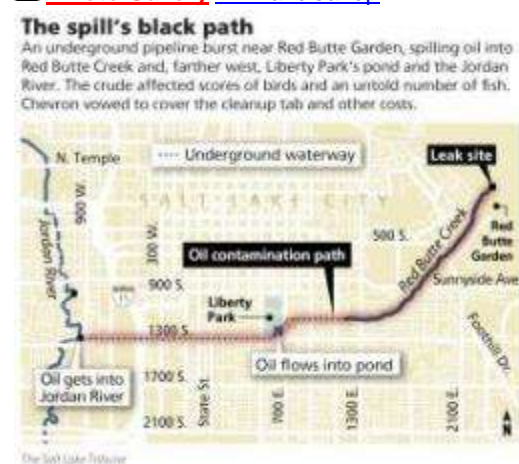 The spill's black path
An underground pipeline burst near Red Butte Garden, spilling oil into
Red Butte Creek and, farther west, Liberty Park's pond and the Jordan
River. The crude affected scores of birds and an untold number of fish.
Chevron vowed to cover the cleanup tab and other costs.
N. Temple
Underground waterway
Leak site
SALT LAKE CITY
900 W.
300 W.
500 S.
Red
Butte
Garden
Jordan River
Oil contamination path
Red Butte Creek
Sunnyside Ave
15
900 S.
Liberty
Park
1300 S.
Foothill Dr.
Oil flows into pond
Oil gets into
Jordan River
1700 S.
State St.
700 E.
1300 E.
2100 E.
2100 S.
N
The Salt Lake Tribune